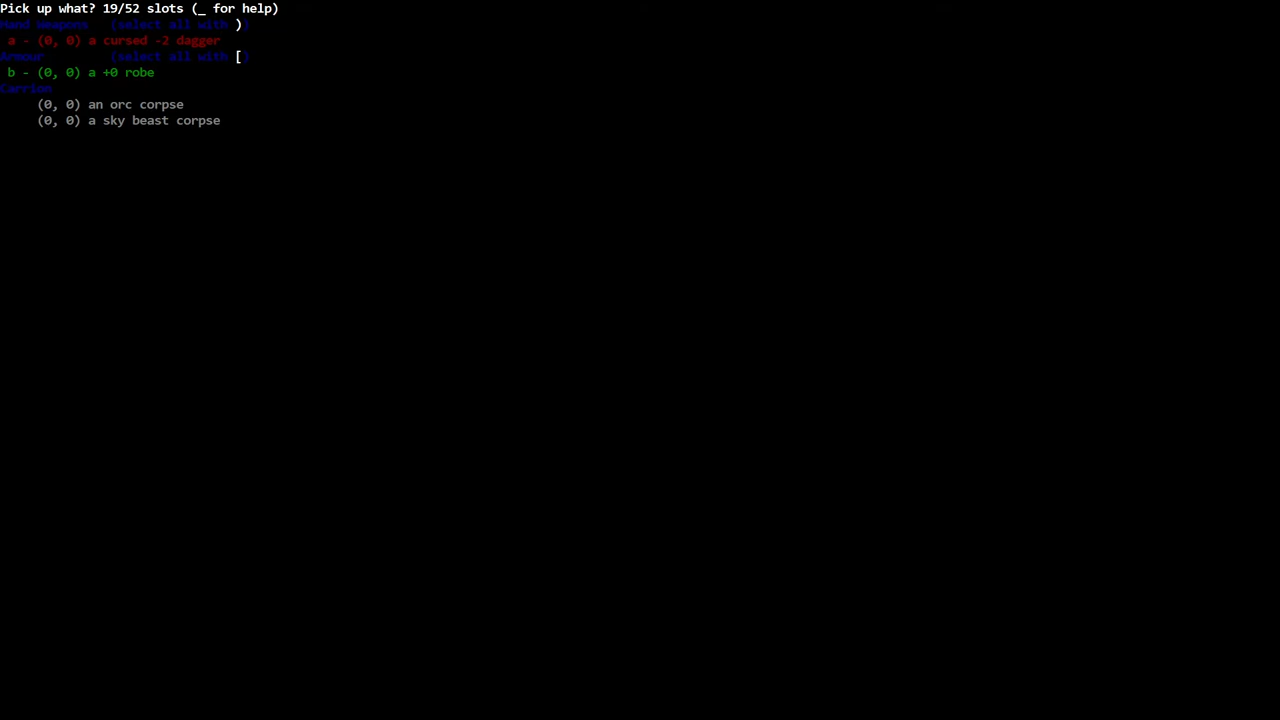 Pick up what? 19/52 slots (_ for help)
Hand Weapons (select all with ))
a - (0, 0) a cursed -2 dagger
Armour (select all with [)
b - (0, 0) a +0 robe
Carrion
(0, 0) an orc corpse
(0, 0) a sky beast corpse